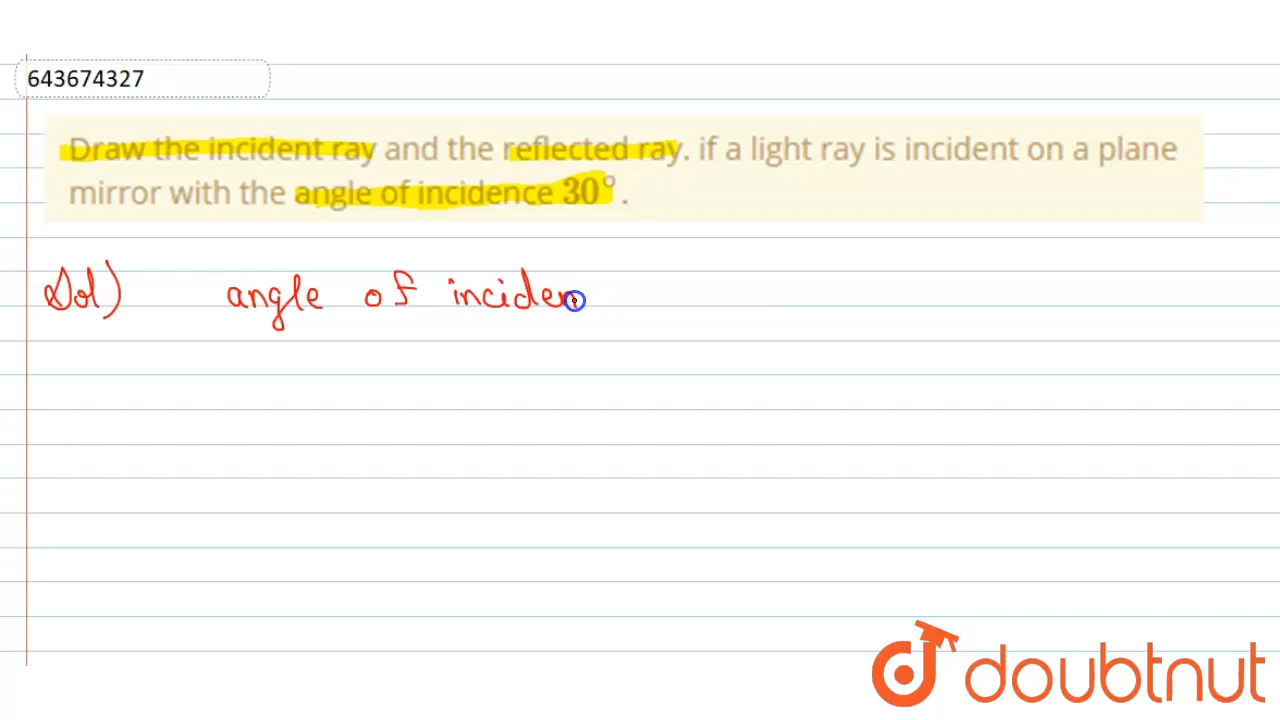 643674327
Draw the incident ray and the reflected ray. if a light ray is incident on a plane
mirror with the angle of incidence 30°.
Sol) angle of inciden
doubtnut